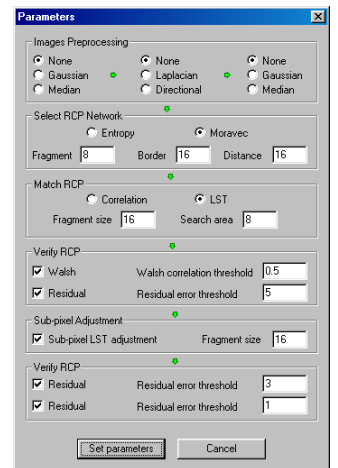 Parameters
Images Preprocessing
None None None
Gaussian Laplacian Gaussian
Median Directional Median
Select RCP Network
Entropy Moravec
Fragment 8 Border 16 Distance 16
Match RCP
Correlation LST
Fragment size 16 Search area 8
Verify RCP
Walsh Walsh correlation threshold 0.5
Residual Residual error threshold 5
Sub-pixel Adjustment
Sub-pixel LST adjustment Fragment size 16
Verify RCP
Residual Residual error threshold 3
Residual Residual error threshold 1
Set parameters Cancel